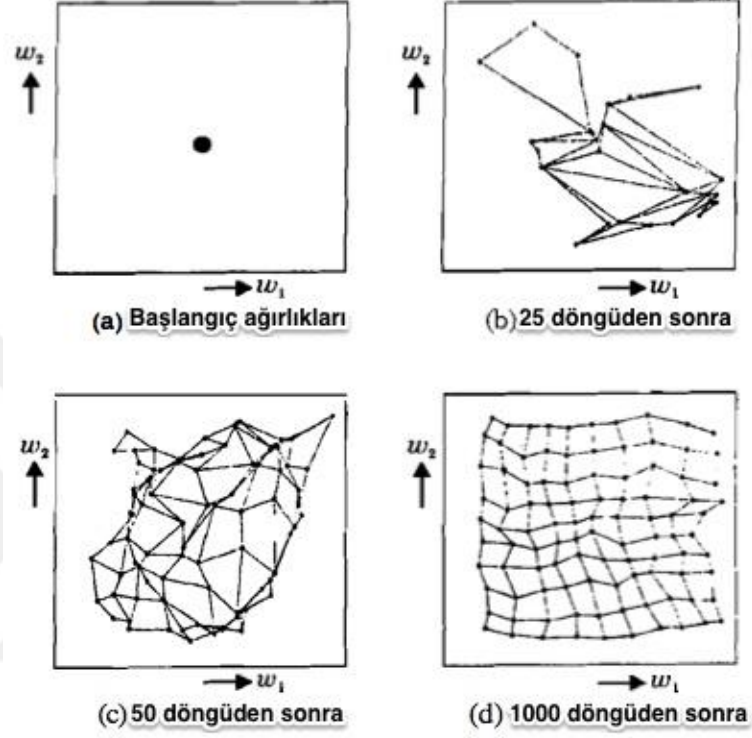 w₂
w₁
(a) Başlangıç ağırlıkları
w₂
w₁
(b) 25 döngüden sonra
w₂
w₁
(c) 50 döngüden sonra
w₂
w₁
(d) 1000 döngüden sonra